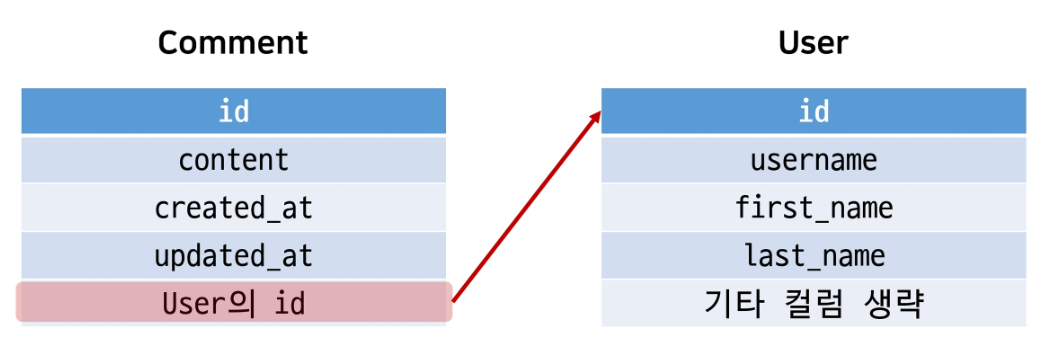 Comment
id
content
created_at
updated_at
User의 id
User
id
username
first_name
last_name
기타 컬럼 생략